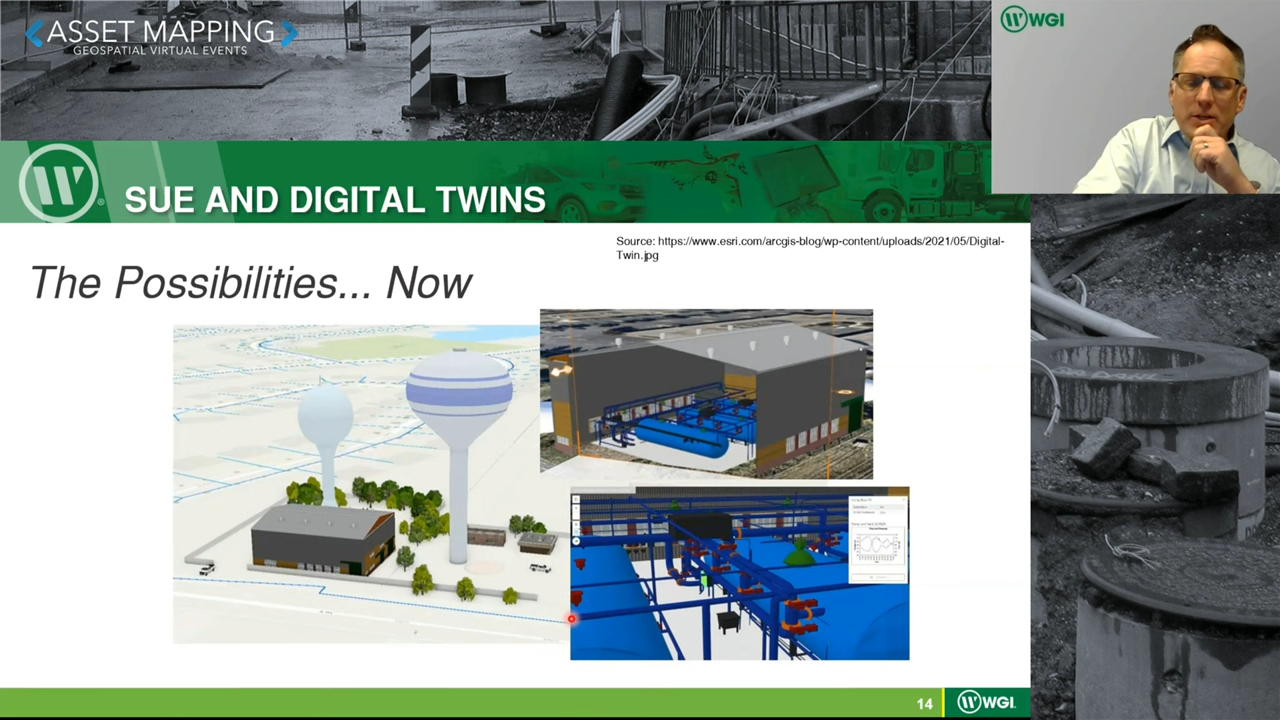 ASSET MAPPING
GEOSPATIAL VIRTUAL EVENTS
WGI
W
®
SUE AND DIGITAL TWINS
Source: https://www.esri.com/arcgis-blog/wp-content/uploads/2021/05/Digital-
Twin.jpg
The Possibilities... Now
14
WGI